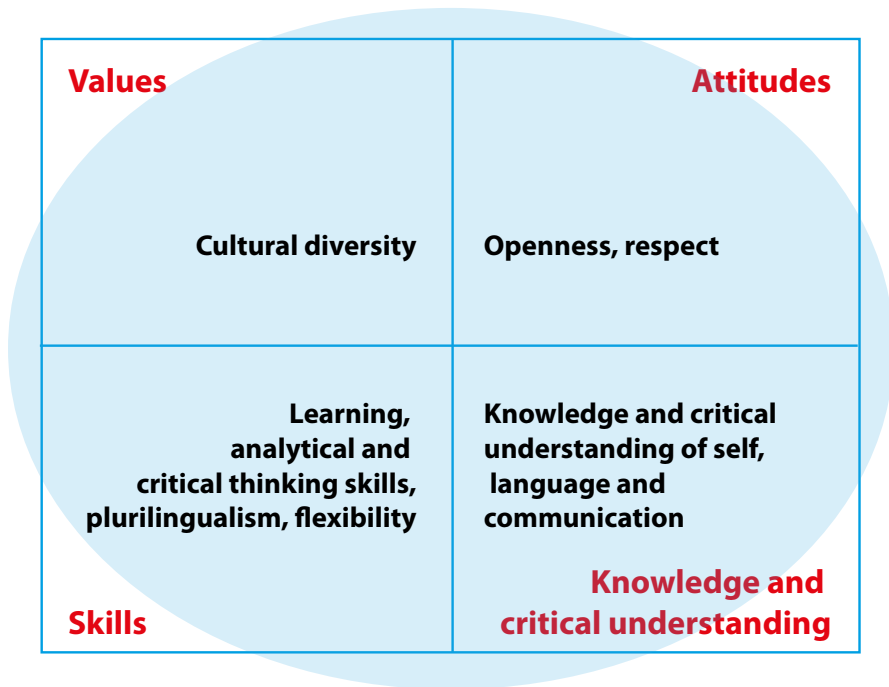 Values
Attitudes
Cultural diversity
Openness, respect
Learning,
analytical and
critical thinking skills,
plurilingualism, flexibility
Knowledge and critical
understanding of self,
language and
communication
Skills
Knowledge and
critical understanding